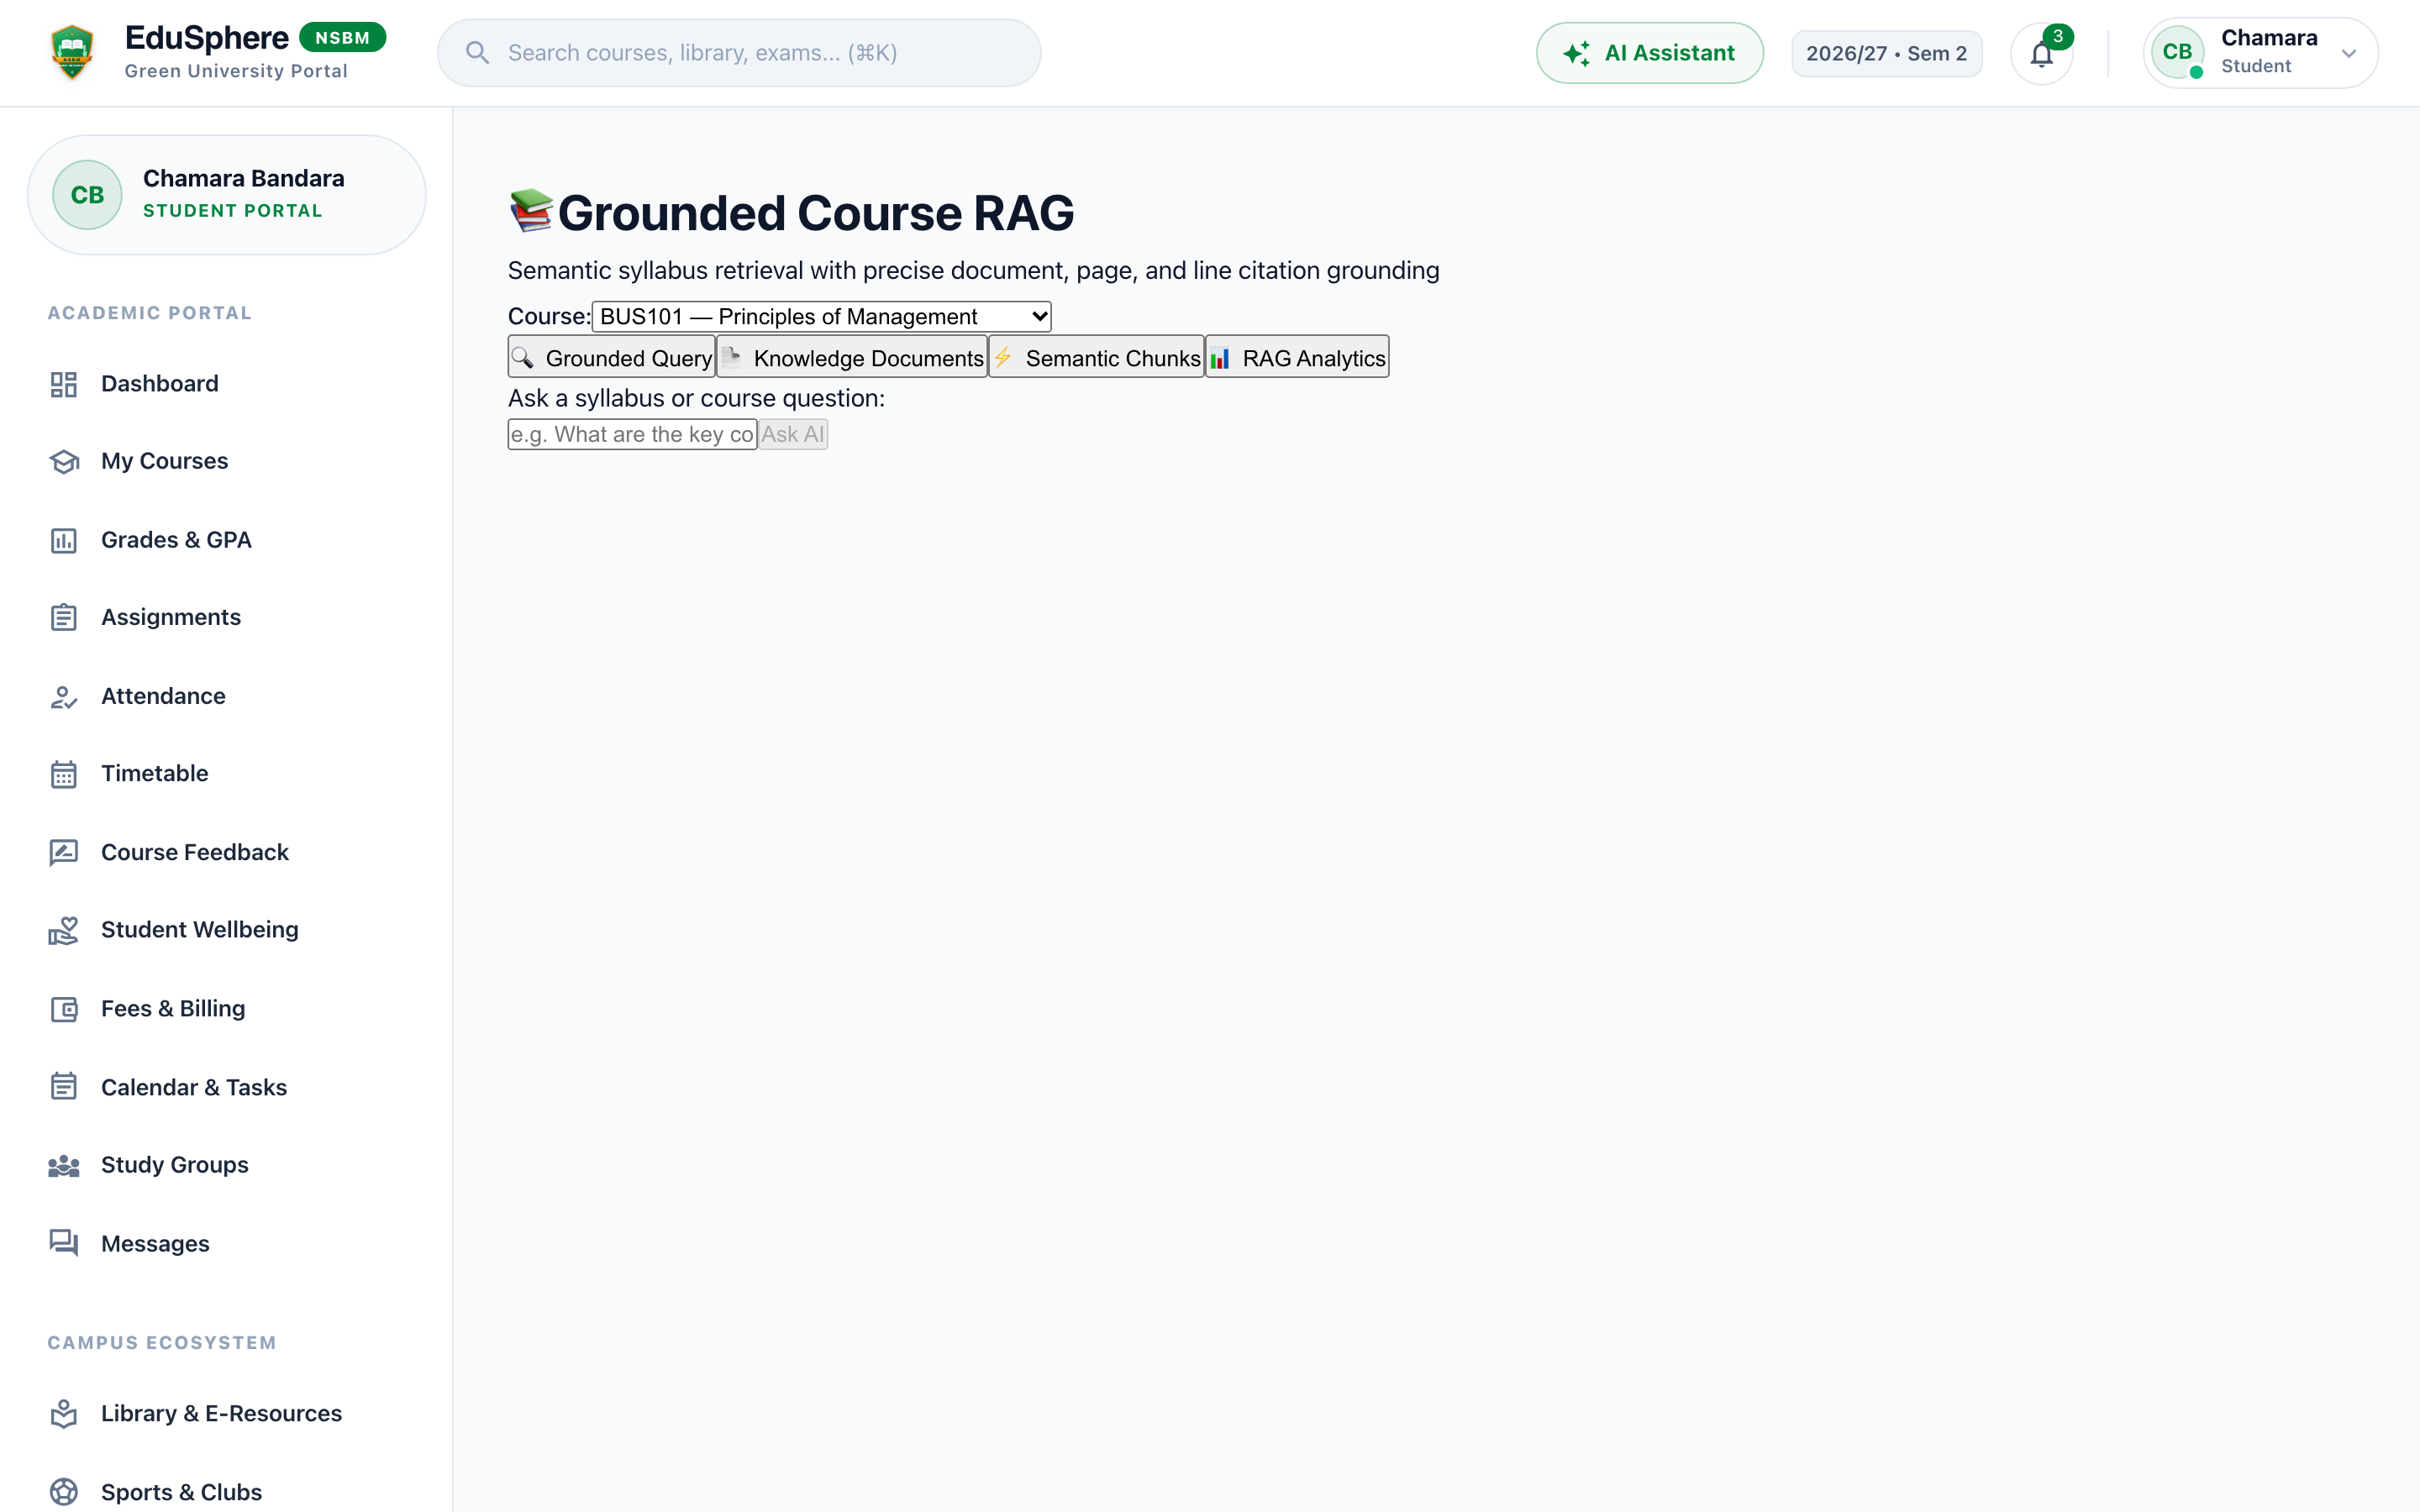 EduSphere NSBM
Green University Portal
Search courses, library, exams... (⌘K)
AI Assistant
2026/27 • Sem 2
3
CB
Chamara
Student
CB
Chamara Bandara
STUDENT PORTAL
ACADEMIC PORTAL
Dashboard
My Courses
Grades & GPA
Assignments
Attendance
Timetable
Course Feedback
Student Wellbeing
Fees & Billing
Calendar & Tasks
Study Groups
Messages
CAMPUS ECOSYSTEM
Library & E-Resources
Sports & Clubs
Grounded Course RAG
Semantic syllabus retrieval with precise document, page, and line citation grounding
Course: BUS101 — Principles of Management
Grounded Query Knowledge Documents Semantic Chunks RAG Analytics
Ask a syllabus or course question:
e.g. What are the key co Ask AI